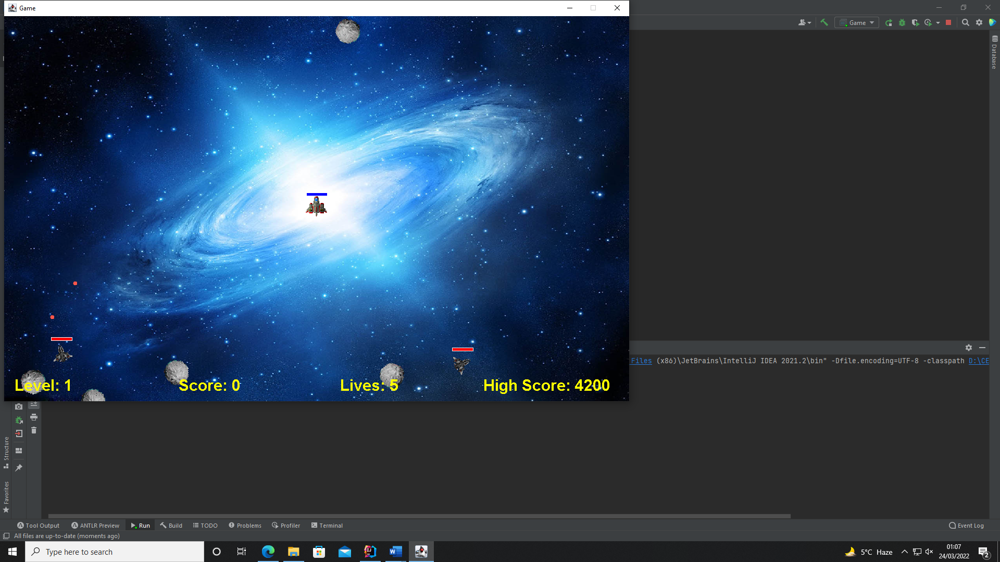 Game
Game
Database
Level: 1 Score: 0 Lives: 5 High Score: 4200
Files (x86)\JetBrains\IntelliJ IDEA 2021.2\bin" -Dfile.encoding=UTF-8 -classpath D:\CE
Structure
Favorites
Tool Output ANTLR Preview Run Build TODO Problems Profiler Terminal Event Log
All files are up-to-date (moments ago)
Type here to search
5°C Haze
01:07
24/03/2022
2